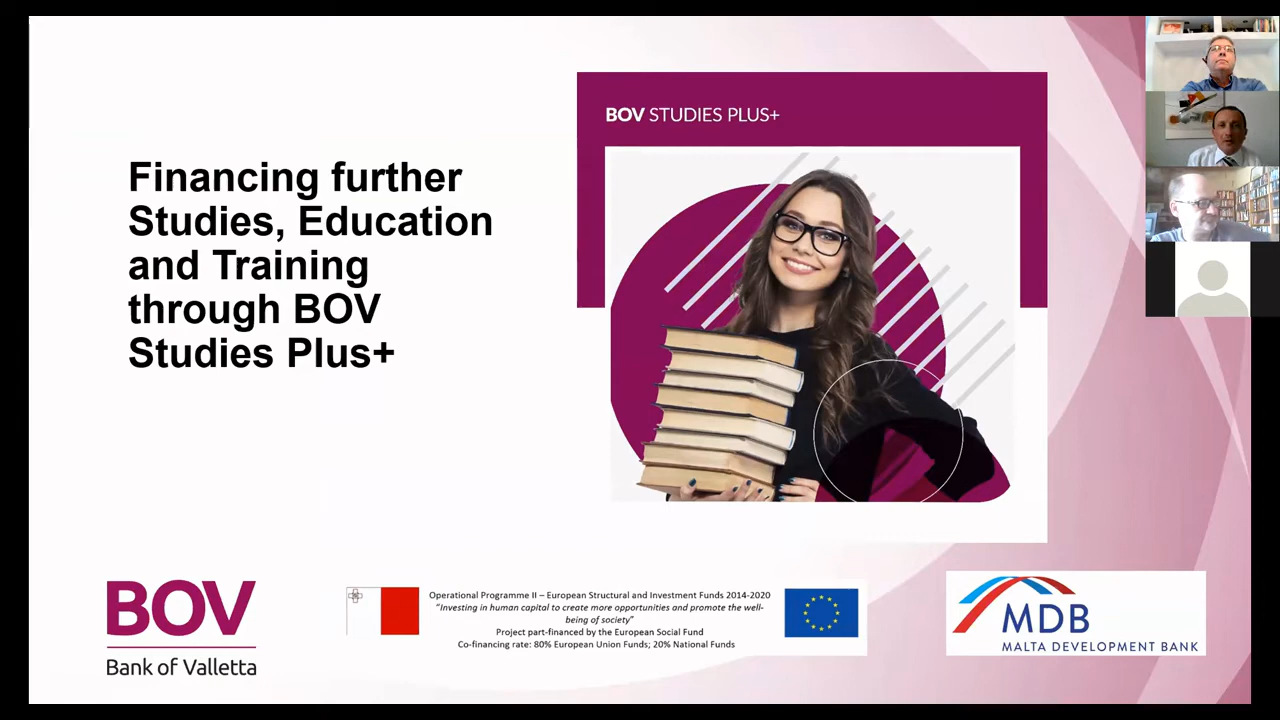 Financing further
Studies, Education
and Training
through BOV
Studies Plus+
BOV STUDIES PLUS+
BOV
Bank of Valletta
Operational Programme II – European Structural and Investment Funds 2014-2020
“Investing in human capital to create more opportunities and promote the well-
being of society”
Project part-financed by the European Social Fund
Co-financing rate: 80% European Union Funds; 20% National Funds
MDB
MALTA DEVELOPMENT BANK